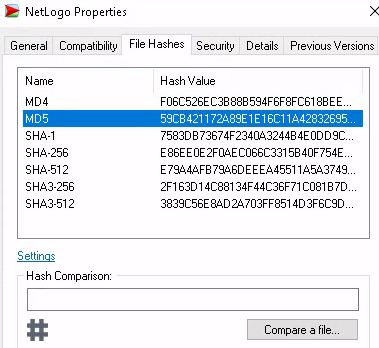 NetLogo Properties
General Compatibility File Hashes Security Details Previous Versions
Name Hash Value
MD4 F06C526EC3B88B594F6F8FC618BEE...
MD5 59CB421172A89E1E16C11A42832695...
SHA-1 7583DB73674F2340A3244B4E0DD9C...
SHA-256 E86EE0E2F0AEC066C3315B40F754E...
SHA-512 E79A4AFB79A6DEEEA45511A5A3749...
SHA3-256 2F163D14C88134F44C36F71C081B7D...
SHA3-512 3839C56E8AD2A703FF8514D3F6C9D...
Settings
Hash Comparison:
Compare a file...